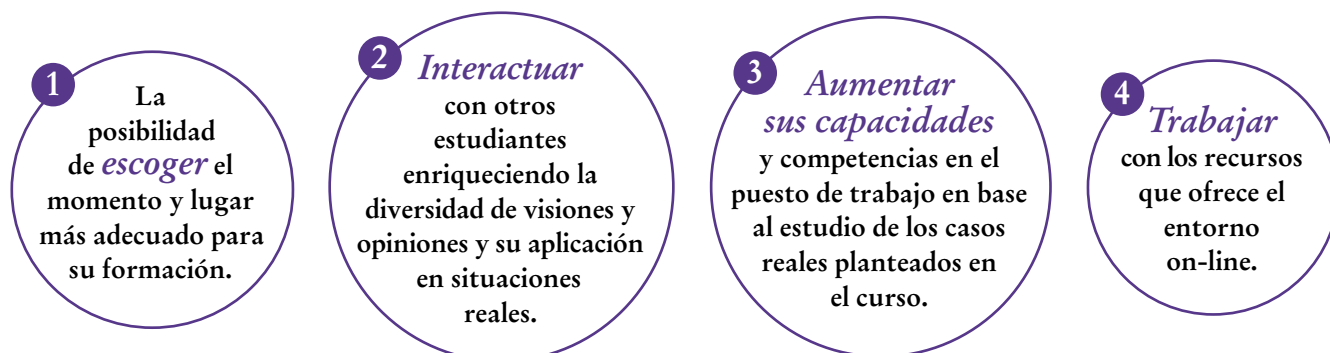 1
La
posibilidad
de escoger el
momento y lugar
más adecuado para
su formación.
2
Interactuar
con otros
estudiantes
enriqueciendo la
diversidad de visiones y
opiniones y su aplicación
en situaciones
reales.
3
Aumentar
sus capacidades
y competencias en el
puesto de trabajo en base
al estudio de los casos
reales planteados en
el curso.
4
Trabajar
con los recursos
que ofrece el
entorno
on-line.